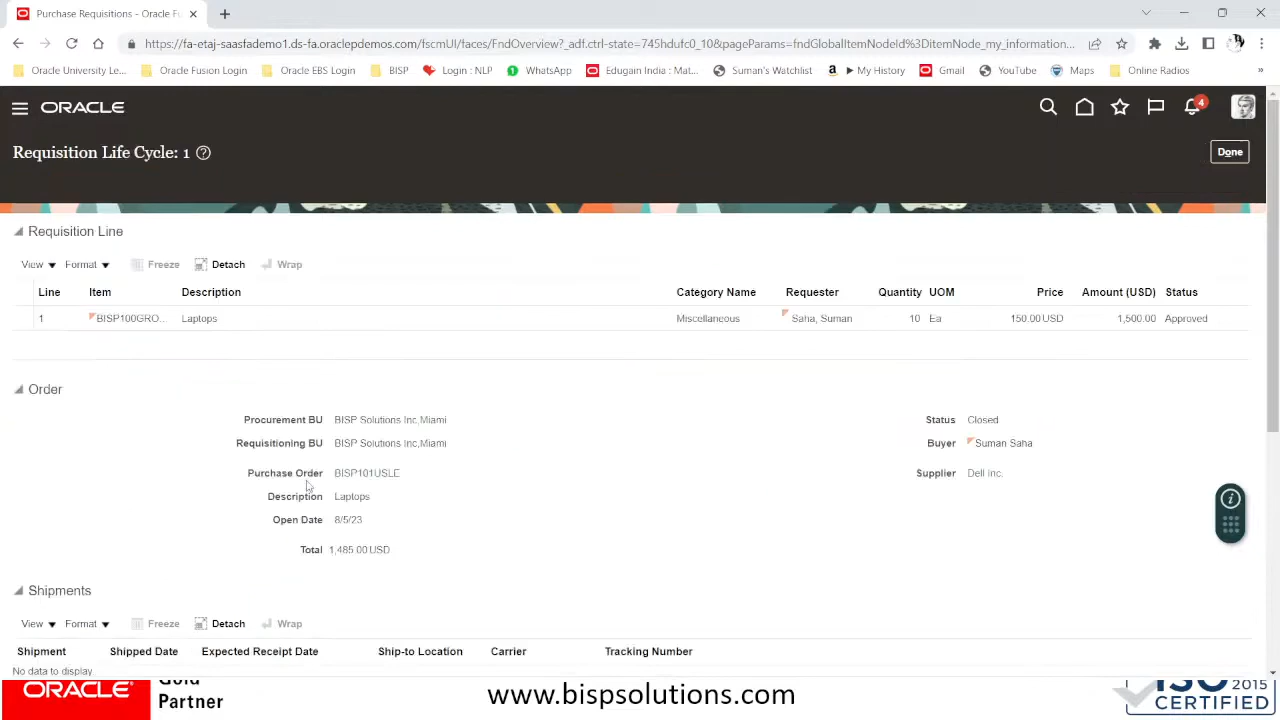 Purchase Requisitions - Oracle Fu
https://fa-etaj-saasfademo1.ds-fa.oraclepdemos.com/fscmUI/faces/FndOverview?_adf.ctrl-state=745hdufc0_10&pageParams=fndGlobalItemNodeId%3DitemNode_my_information...
Oracle University Le... Oracle Fusion Login Oracle EBS Login BISP Login : NLP WhatsApp Edugain India : Mat... Suman's Watchlist My History Gmail YouTube Maps Online Radios »
ORACLE 4
Requisition Life Cycle: 1 Done
Requisition Line
View Format Freeze Detach Wrap
Line Item Description Category Name Requester Quantity UOM Price Amount (USD) Status
1 BISP100GRO... Laptops Miscellaneous Saha, Suman 10 Ea 150.00 USD 1,500.00 Approved
Order
Procurement BU BISP Solutions Inc,Miami Status Closed
Requisitioning BU BISP Solutions Inc,Miami Buyer Suman Saha
Purchase Order BISP101USLE Supplier Dell inc.
Description Laptops
Open Date 8/5/23
Total 1,485.00 USD
Shipments
View Format Freeze Detach Wrap
Shipment Shipped Date Expected Receipt Date Ship-to Location Carrier Tracking Number
No data to display.
ORACLE Gold Partner www.bispsolutions.com ISO 2015 CERTIFIED